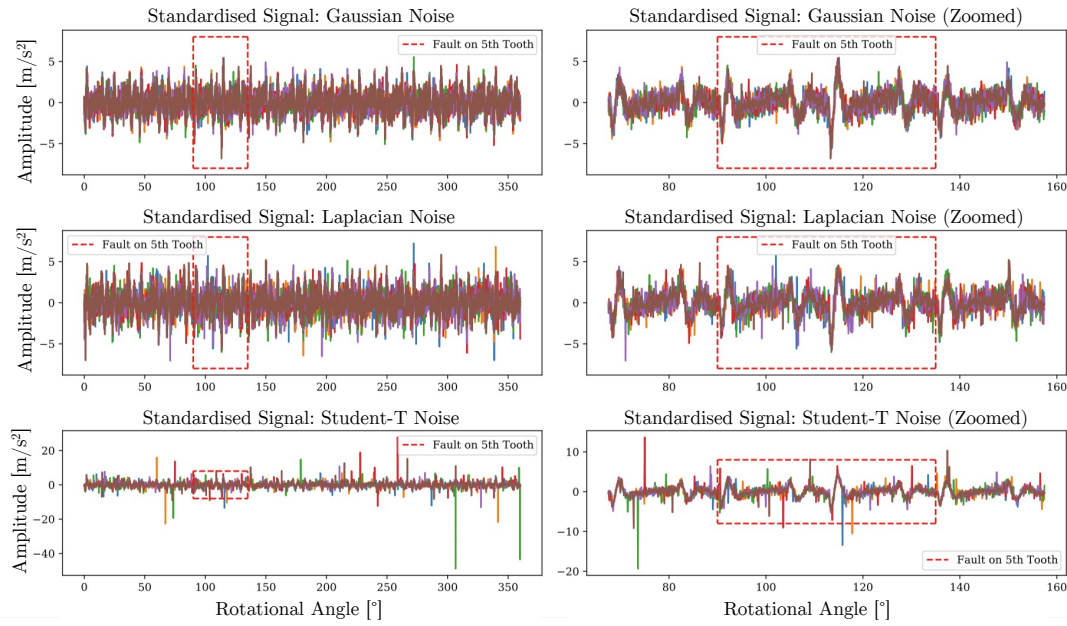 Standardised Signal: Gaussian Noise
Standardised Signal: Gaussian Noise (Zoomed)
Amplitude [m/s²]
5
0
−5
Fault on 5th Tooth
0 50 100 150 200 250 300 350
5
0
−5
Fault on 5th Tooth
80 100 120 140 160
Standardised Signal: Laplacian Noise
Standardised Signal: Laplacian Noise (Zoomed)
Amplitude [m/s²]
5
0
−5
Fault on 5th Tooth
0 50 100 150 200 250 300 350
5
0
−5
Fault on 5th Tooth
80 100 120 140 160
Standardised Signal: Student-T Noise
Standardised Signal: Student-T Noise (Zoomed)
Amplitude [m/s²]
20
0
−20
−40
Fault on 5th Tooth
0 50 100 150 200 250 300 350
Rotational Angle [°]
10
0
−10
−20
Fault on 5th Tooth
80 100 120 140 160
Rotational Angle [°]